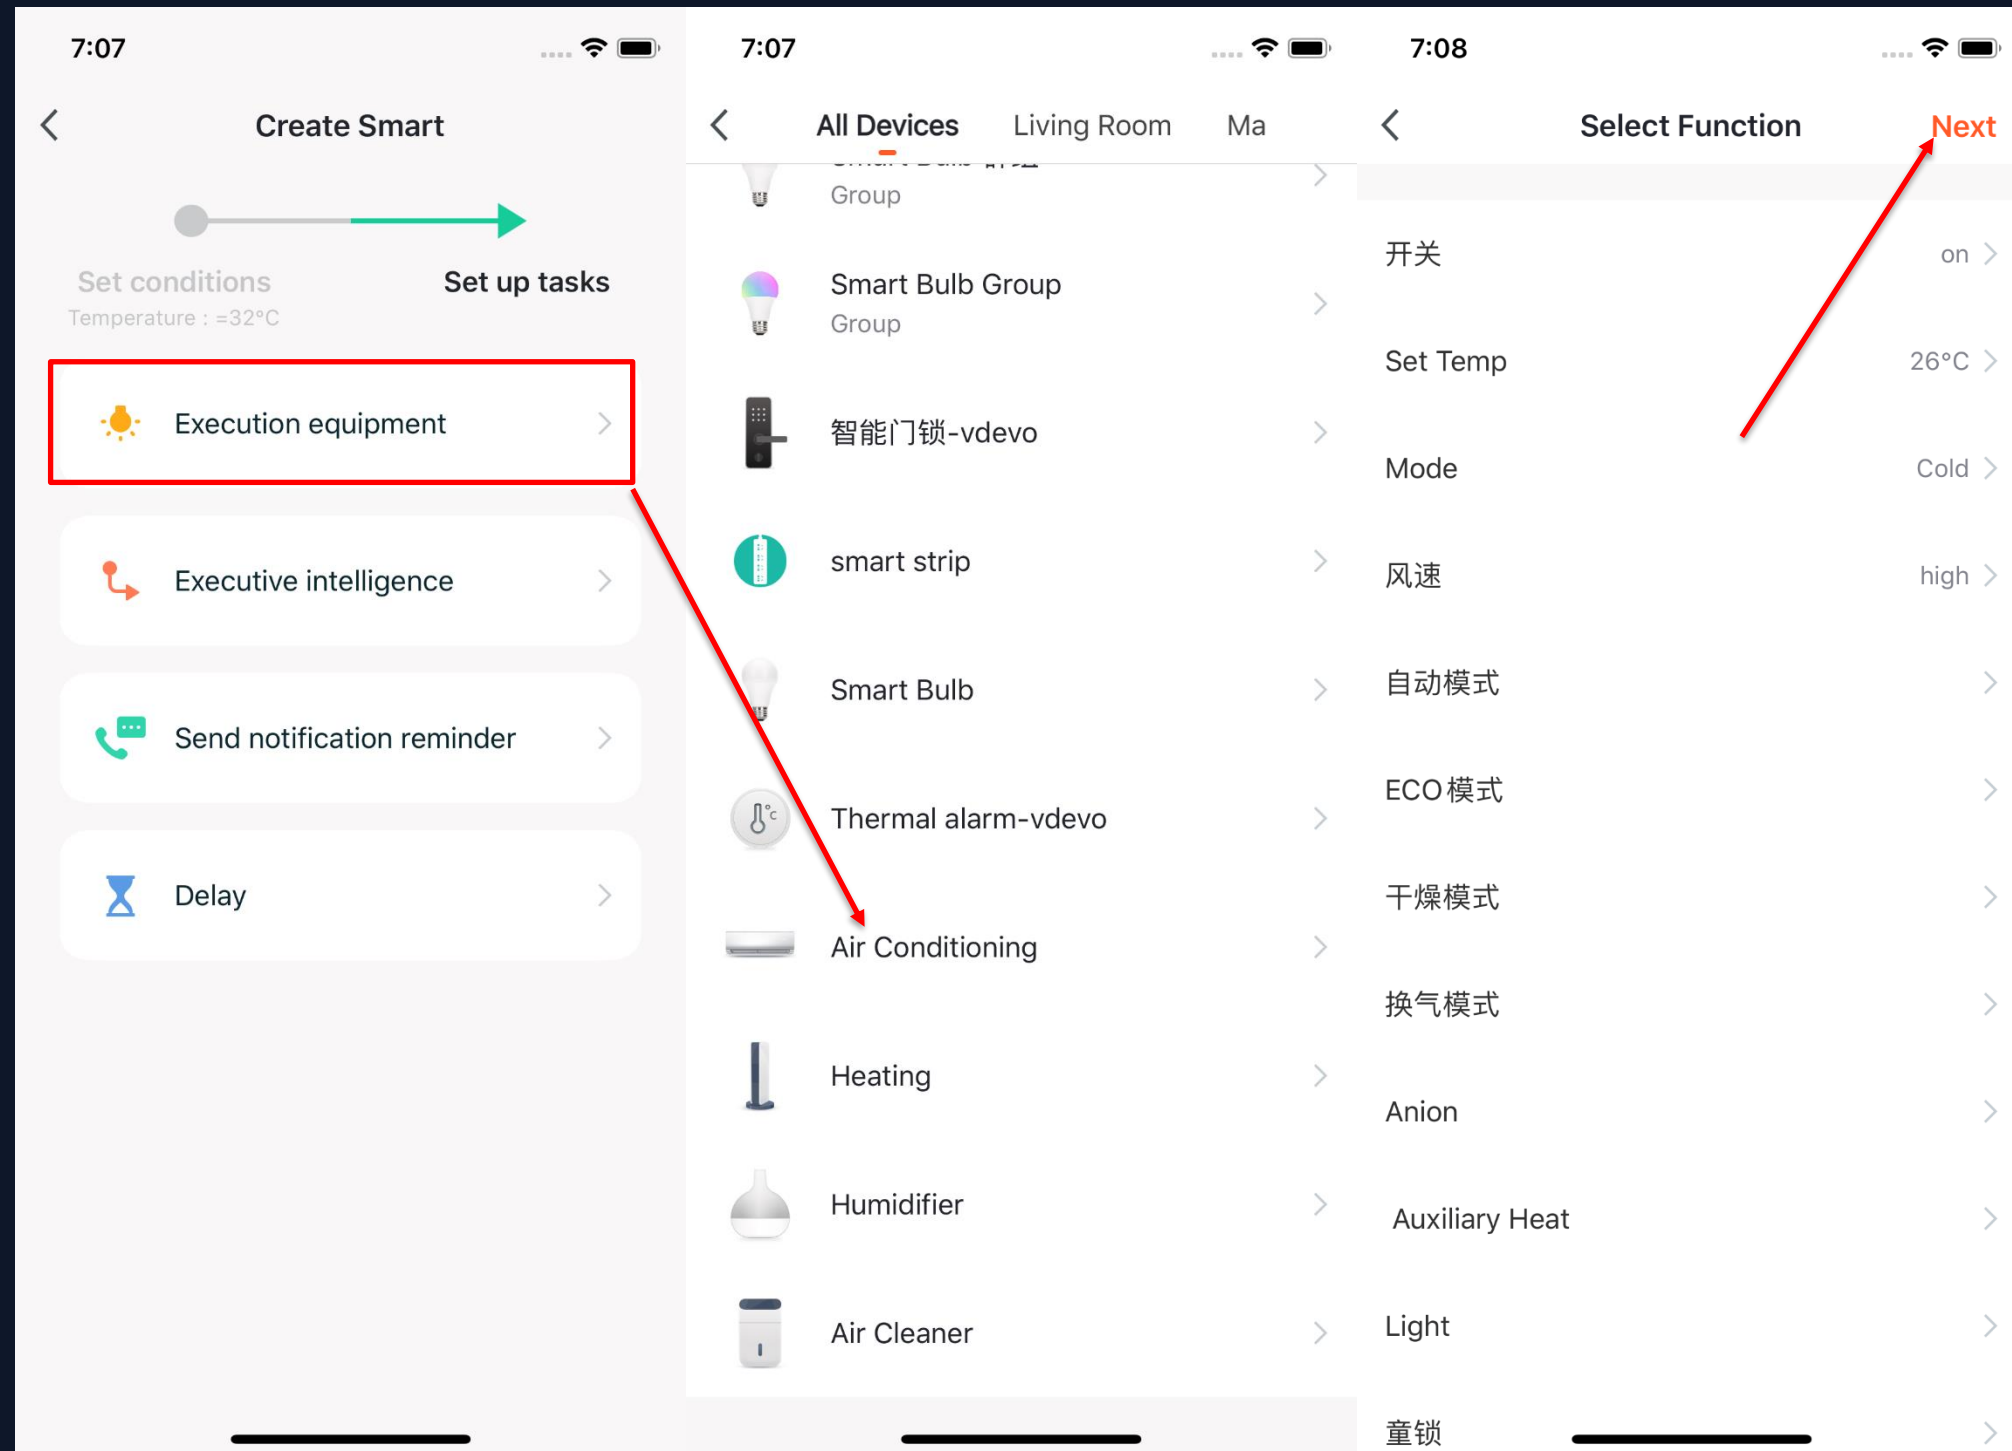 7:07
Create Smart
Set conditions
Set up tasks
Temperature : =32°C
Execution equipment
Executive intelligence
Send notification reminder
Delay
7:07
All Devices
Living Room
Ma
Group
Smart Bulb Group
Group
智能门锁-vdevo
smart strip
Smart Bulb
°C
Thermal alarm-vdevo
Air Conditioning
Heating
Humidifier
Air Cleaner
7:08
Select Function
Next
开关
on
Set Temp
26°C
Mode
Cold
风速
high
自动模式
ECO模式
干燥模式
换气模式
Anion
Auxiliary Heat
Light
童锁